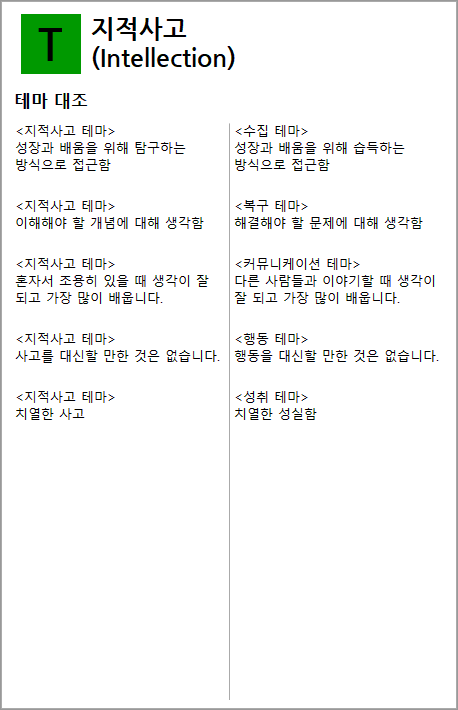 T
지적사고
(Intellection)
테마 대조
<지적사고 테마>
성장과 배움을 위해 탐구하는
방식으로 접근함
<수집 테마>
성장과 배움을 위해 습득하는
방식으로 접근함
<지적사고 테마>
이해해야 할 개념에 대해 생각함
<복구 테마>
해결해야 할 문제에 대해 생각함
<지적사고 테마>
혼자서 조용히 있을 때 생각이 잘
되고 가장 많이 배웁니다.
<커뮤니케이션 테마>
다른 사람들과 이야기할 때 생각이
잘 되고 가장 많이 배웁니다.
<지적사고 테마>
사고를 대신할 만한 것은 없습니다.
<행동 테마>
행동을 대신할 만한 것은 없습니다.
<지적사고 테마>
치열한 사고
<성취 테마>
치열한 성실함